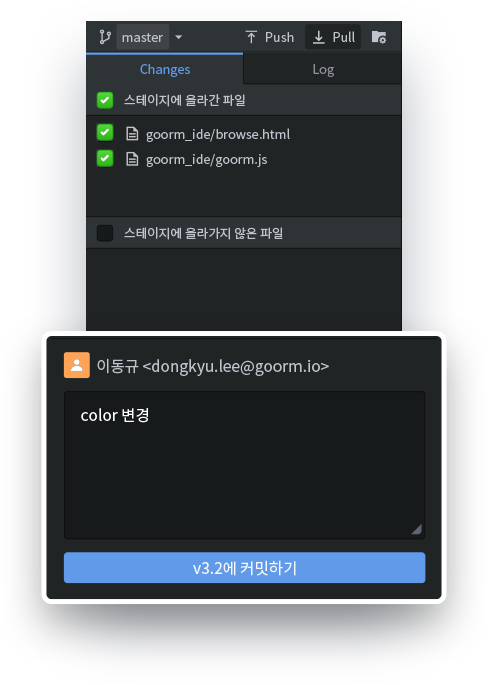 master Push Pull
Changes Log
스테이지에 올라간 파일
goorm_ide/browse.html
goorm_ide/goorm.js
스테이지에 올라가지 않은 파일
이동규 <dongkyu.lee@goorm.io>
color 변경
v3.2에 커밋하기